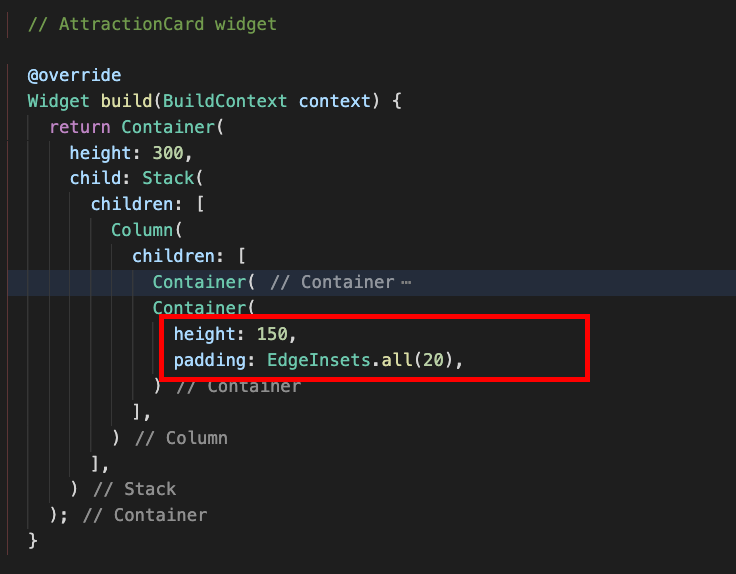 // AttractionCard widget
@override
Widget build(BuildContext context) {
return Container(
height: 300,
child: Stack(
children: [
Column(
children: [
Container( // Container ⋯
Container(
height: 150,
padding: EdgeInsets.all(20),
) // Container
],
) // Column
],
) // Stack
); // Container
}